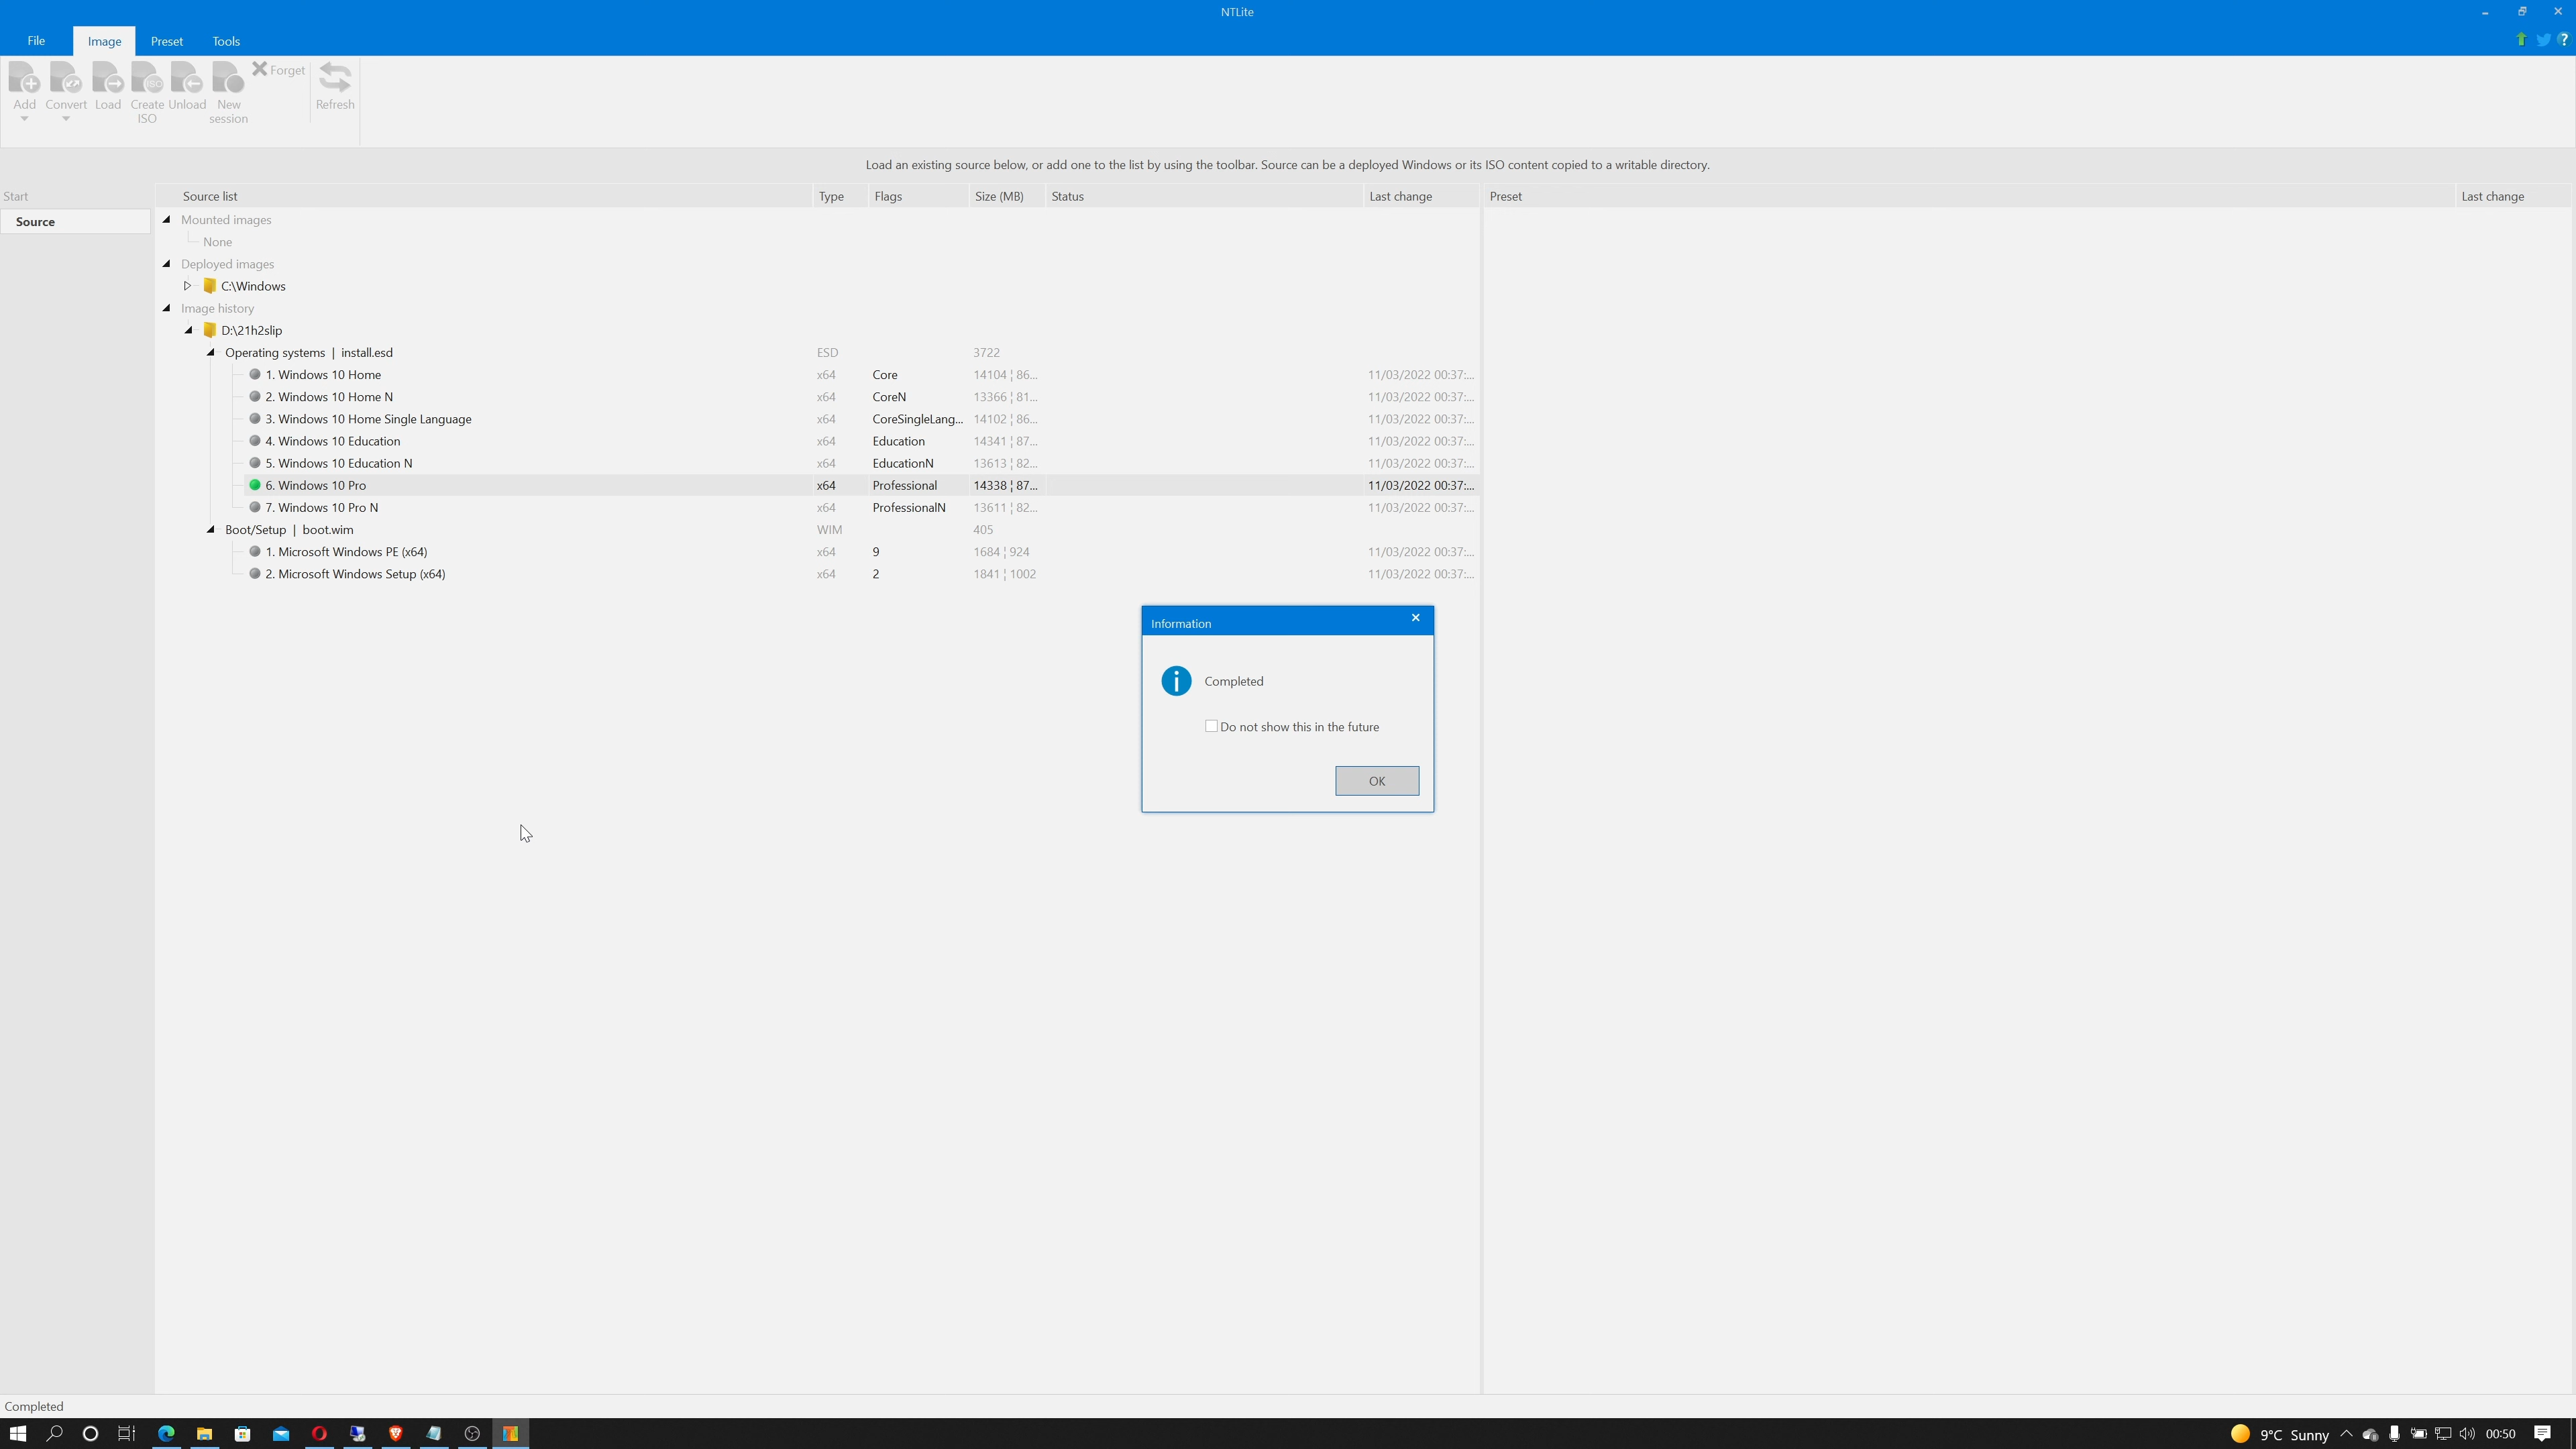 NTLite
File Image Preset Tools
Add Convert Load Create ISO Unload New session Forget Refresh
Load an existing source below, or add one to the list by using the toolbar. Source can be a deployed Windows or its ISO content copied to a writable directory.
Start
Source
Source list Type Flags Size (MB) Status Last change Preset Last change
Mounted images
None
Deployed images
C:\Windows
Image history
D:\21h2slip
Operating systems | install.esd ESD 3722
1. Windows 10 Home x64 Core 14104 ¦ 86... 11/03/2022 00:37:...
2. Windows 10 Home N x64 CoreN 13366 ¦ 81... 11/03/2022 00:37:...
3. Windows 10 Home Single Language x64 CoreSingleLang... 14102 ¦ 86... 11/03/2022 00:37:...
4. Windows 10 Education x64 Education 14341 ¦ 87... 11/03/2022 00:37:...
5. Windows 10 Education N x64 EducationN 13613 ¦ 82... 11/03/2022 00:37:...
6. Windows 10 Pro x64 Professional 14338 ¦ 87... 11/03/2022 00:37:...
7. Windows 10 Pro N x64 ProfessionalN 13611 ¦ 82... 11/03/2022 00:37:...
Boot/Setup | boot.wim WIM 405
1. Microsoft Windows PE (x64) x64 9 1684 ¦ 924 11/03/2022 00:37:...
2. Microsoft Windows Setup (x64) x64 2 1841 ¦ 1002 11/03/2022 00:37:...
Information
Completed
Do not show this in the future
OK
Completed
9°C Sunny 00:50